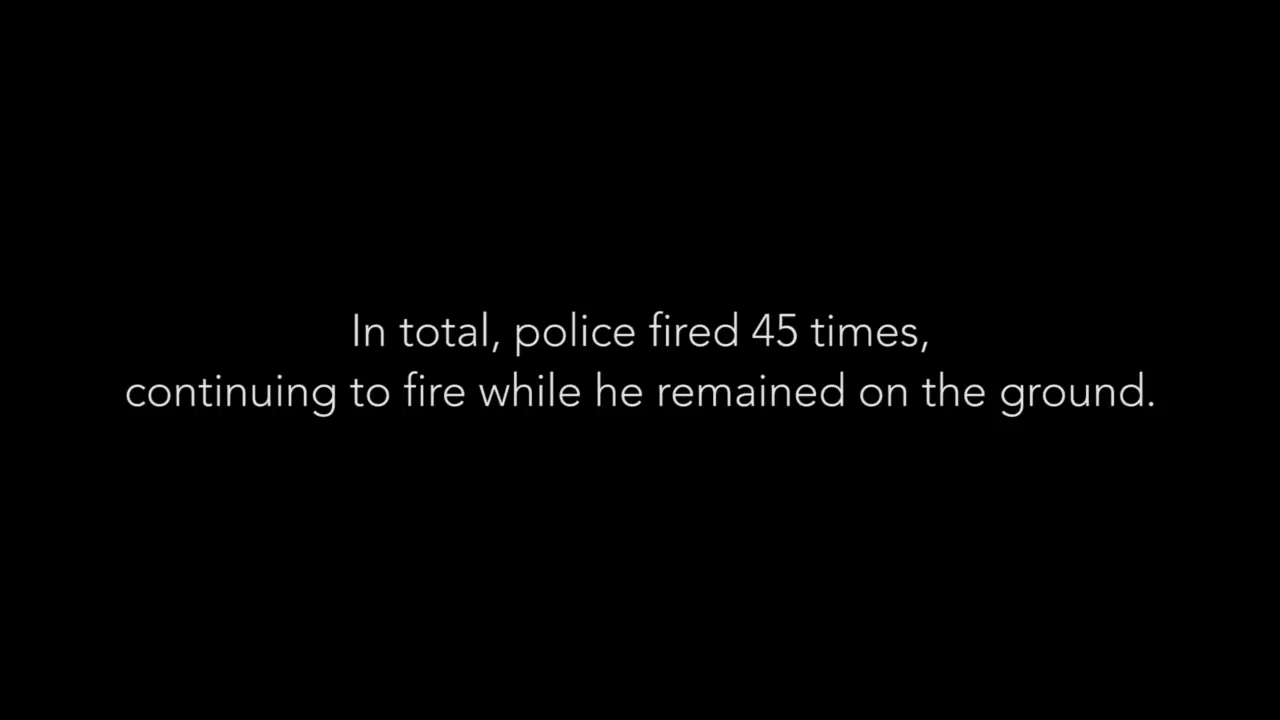 In total, police fired 45 times,
continuing to fire while he remained on the ground.